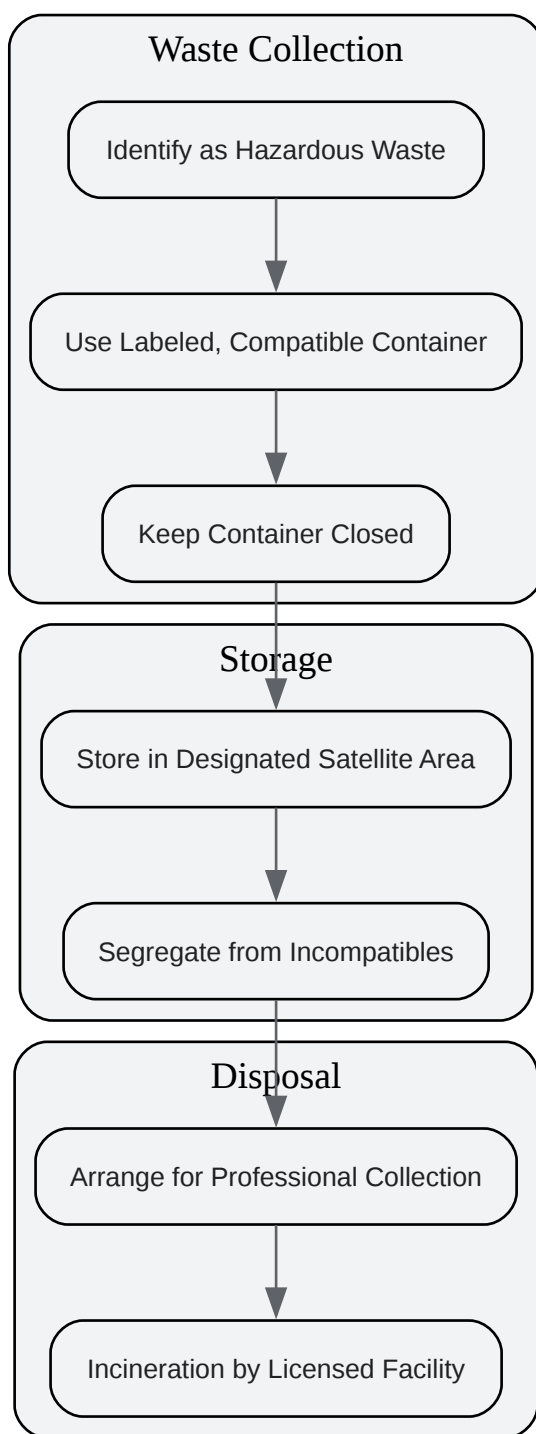 Waste Collection
Identify as Hazardous Waste
Use Labeled, Compatible Container
Keep Container Closed
Storage
Store in Designated Satellite Area
Segregate from Incompatibles
Disposal
Arrange for Professional Collection
Incineration by Licensed Facility